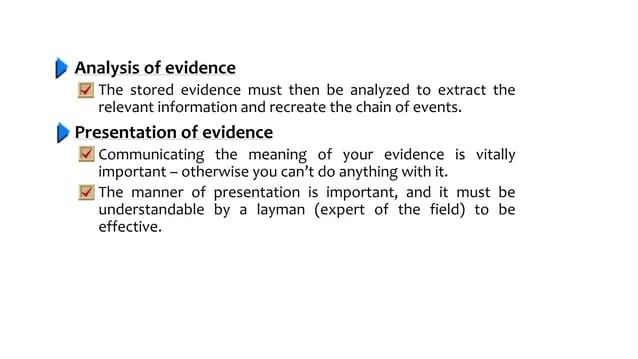 Analysis of evidence
The stored evidence must then be analyzed to extract the
relevant information and recreate the chain of events.
Presentation of evidence
Communicating the meaning of your evidence is vitally
important – otherwise you can’t do anything with it.
The manner of presentation is important, and it must be
understandable by a layman (expert of the field) to be
effective.